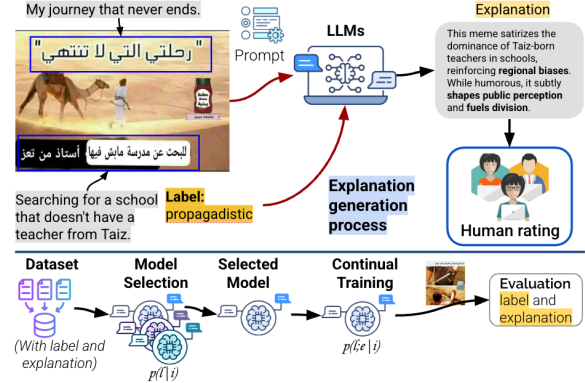 My journey that never ends.
"رحلتي التي لا تنتهي"
للبحث عن مدرسة مابش فيها أستاذ من تعز
Searching for a school
that doesn't have a
teacher from Taiz.
Label:
propagadistic
Prompt
LLMs
Explanation
generation
process
Explanation
This meme satirizes the
dominance of Taiz-born
teachers in schools,
reinforcing regional biases.
While humorous, it subtly
shapes public perception
and fuels division.
Human rating
Dataset
(With label and
explanation)
Model
Selection
p(l | i)
Selected
Model
Continual
Training
p(l,e | i)
Evaluation
label and
explanation